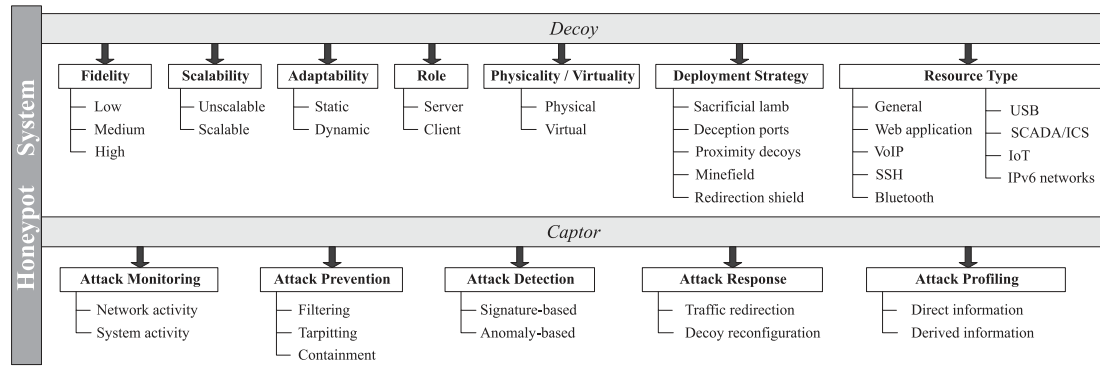 Honeypot System
Decoy
Fidelity
Low
Medium
High
Scalability
Unscalable
Scalable
Adaptability
Static
Dynamic
Role
Server
Client
Physicality / Virtuality
Physical
Virtual
Deployment Strategy
Sacrificial lamb
Deception ports
Proximity decoys
Minefield
Redirection shield
Resource Type
General
Web application
VoIP
SSH
Bluetooth
USB
SCADA/ICS
IoT
IPv6 networks
Captor
Attack Monitoring
Network activity
System activity
Attack Prevention
Filtering
Tarpitting
Containment
Attack Detection
Signature-based
Anomaly-based
Attack Response
Traffic redirection
Decoy reconfiguration
Attack Profiling
Direct information
Derived information